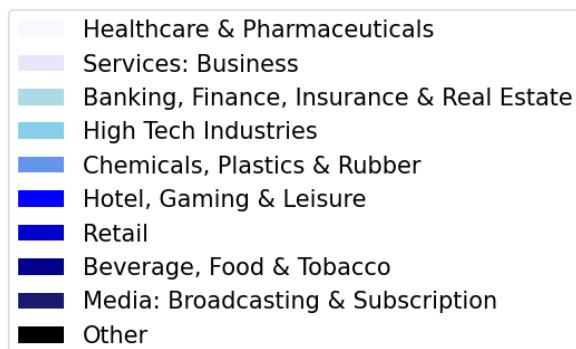 Healthcare & Pharmaceuticals
Services: Business
Banking, Finance, Insurance & Real Estate
High Tech Industries
Chemicals, Plastics & Rubber
Hotel, Gaming & Leisure
Retail
Beverage, Food & Tobacco
Media: Broadcasting & Subscription
Other